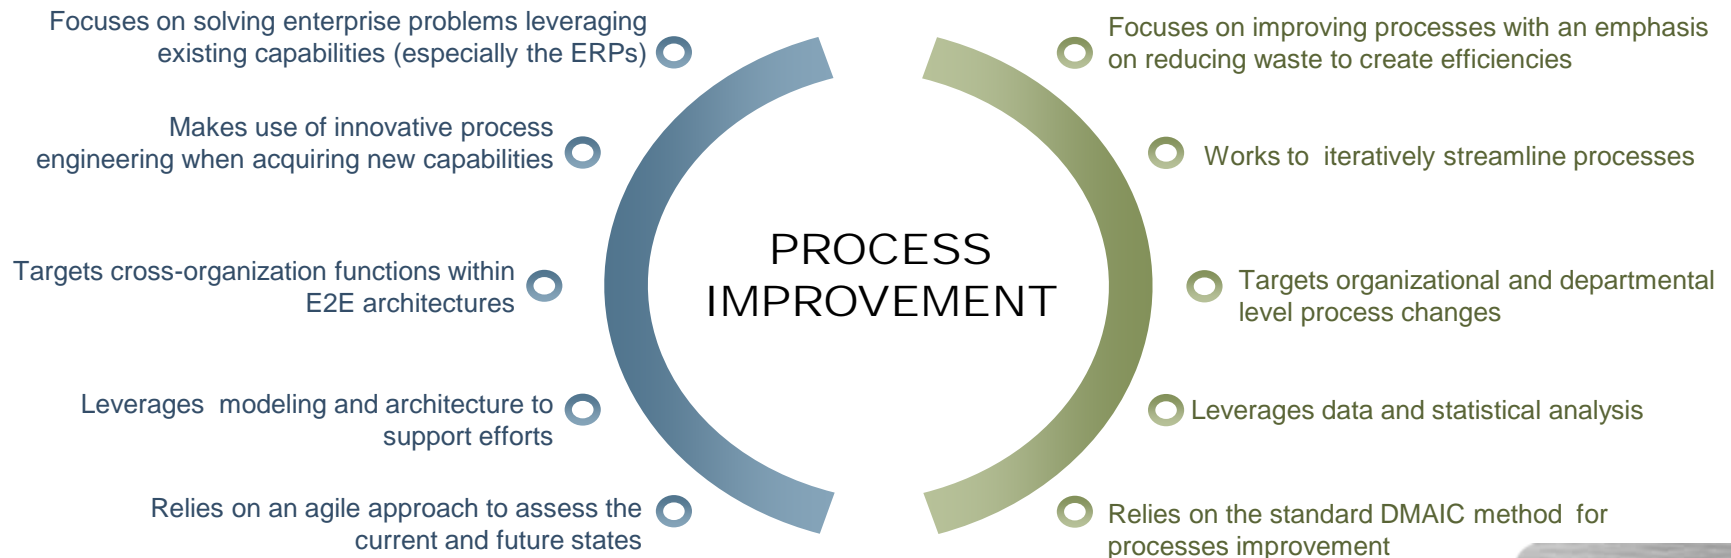 Focuses on solving enterprise problems leveraging
existing capabilities (especially the ERPs)
Makes use of innovative process
engineering when acquiring new capabilities
Targets cross-organization functions within
E2E architectures
Leverages  modeling and architecture to
support efforts
Relies on an agile approach to assess the
current and future states
PROCESS
IMPROVEMENT
Focuses on improving processes with an emphasis
on reducing waste to create efficiencies
Works to  iteratively streamline processes
Targets organizational and departmental
level process changes
Leverages data and statistical analysis
Relies on the standard DMAIC method  for
processes improvement